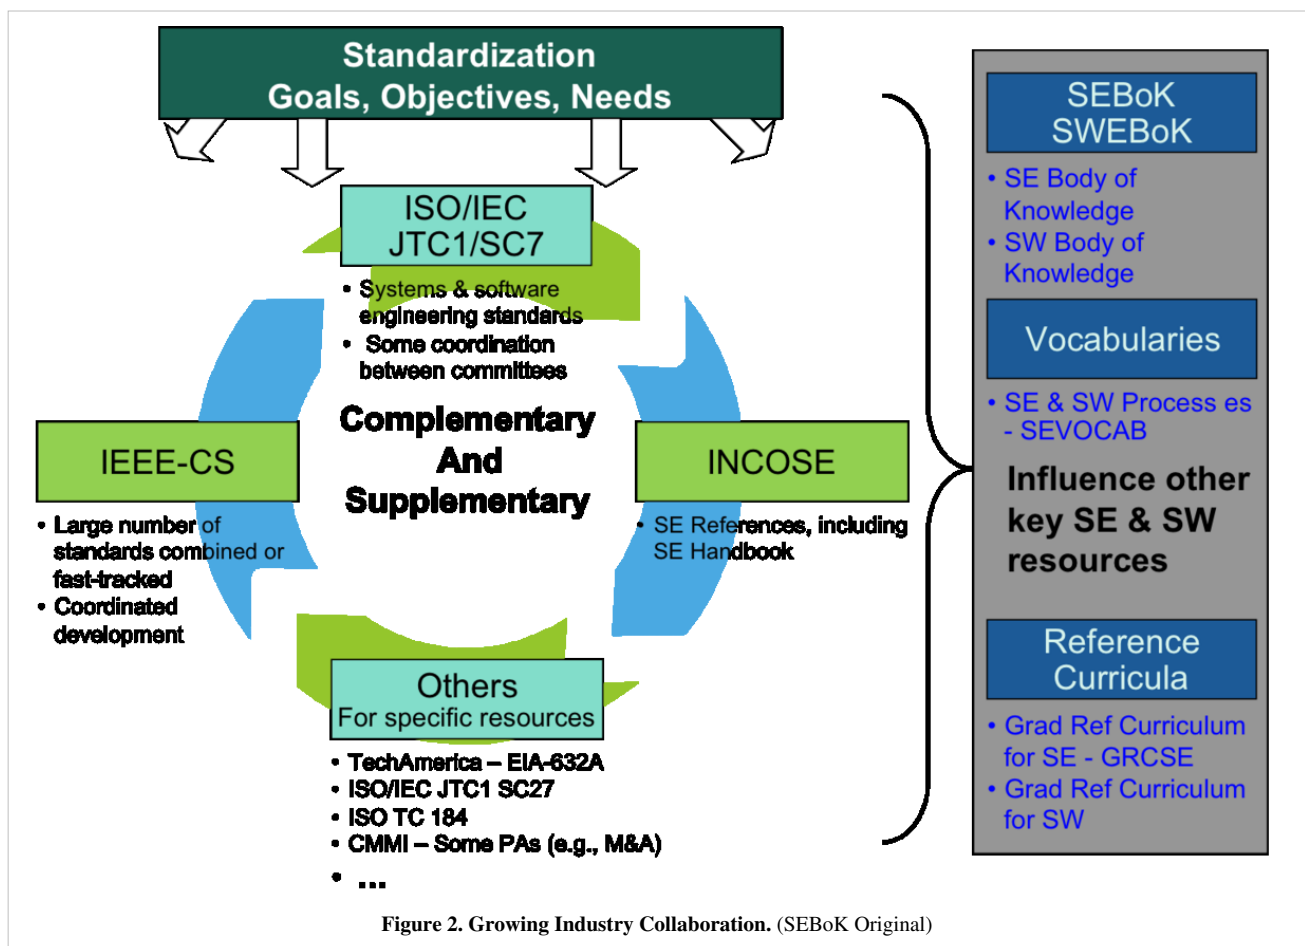 Standardization
Goals, Objectives, Needs
ISO/IEC
JTC1/SC7
• Systems & software
engineering standards
• Some coordination
between committees
Complementary
And
Supplementary
IEEE-CS
• Large number of
standards combined or
fast-tracked
• Coordinated
development
INCOSE
• SE References, including
SE Handbook
Others
For specific resources
• TechAmerica – EIA-632A
• ISO/IEC JTC1 SC27
• ISO TC 184
• CMMI – Some PAs (e.g., M&A)
• ...
SEBoK
SWEBoK
• SE Body of
Knowledge
• SW Body of
Knowledge
Vocabularies
• SE & SW Process es
- SEVOCAB
Influence other
key SE & SW
resources
Reference
Curricula
• Grad Ref Curriculum
for SE - GRCSE
• Grad Ref Curriculum
for SW
Figure 2. Growing Industry Collaboration. (SEBoK Original)